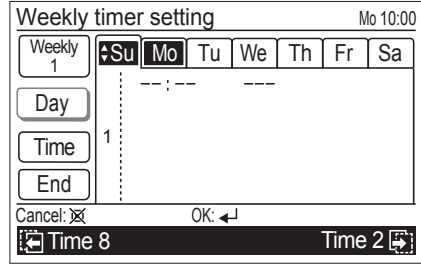 Weekly timer setting Mo 10:00
Weekly 1
Su Mo Tu We Th Fr Sa
--:-- ---
Day
Time
1
End
Cancel: OK:
Time 8 Time 2